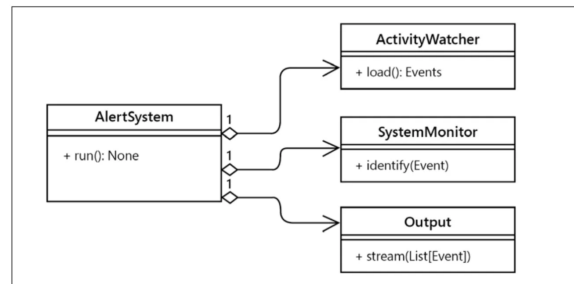 ActivityWatcher
+ load(): Events
AlertSystem
+ run(): None
1
1
1
SystemMonitor
+ identify(Event)
Output
+ stream(List[Event])